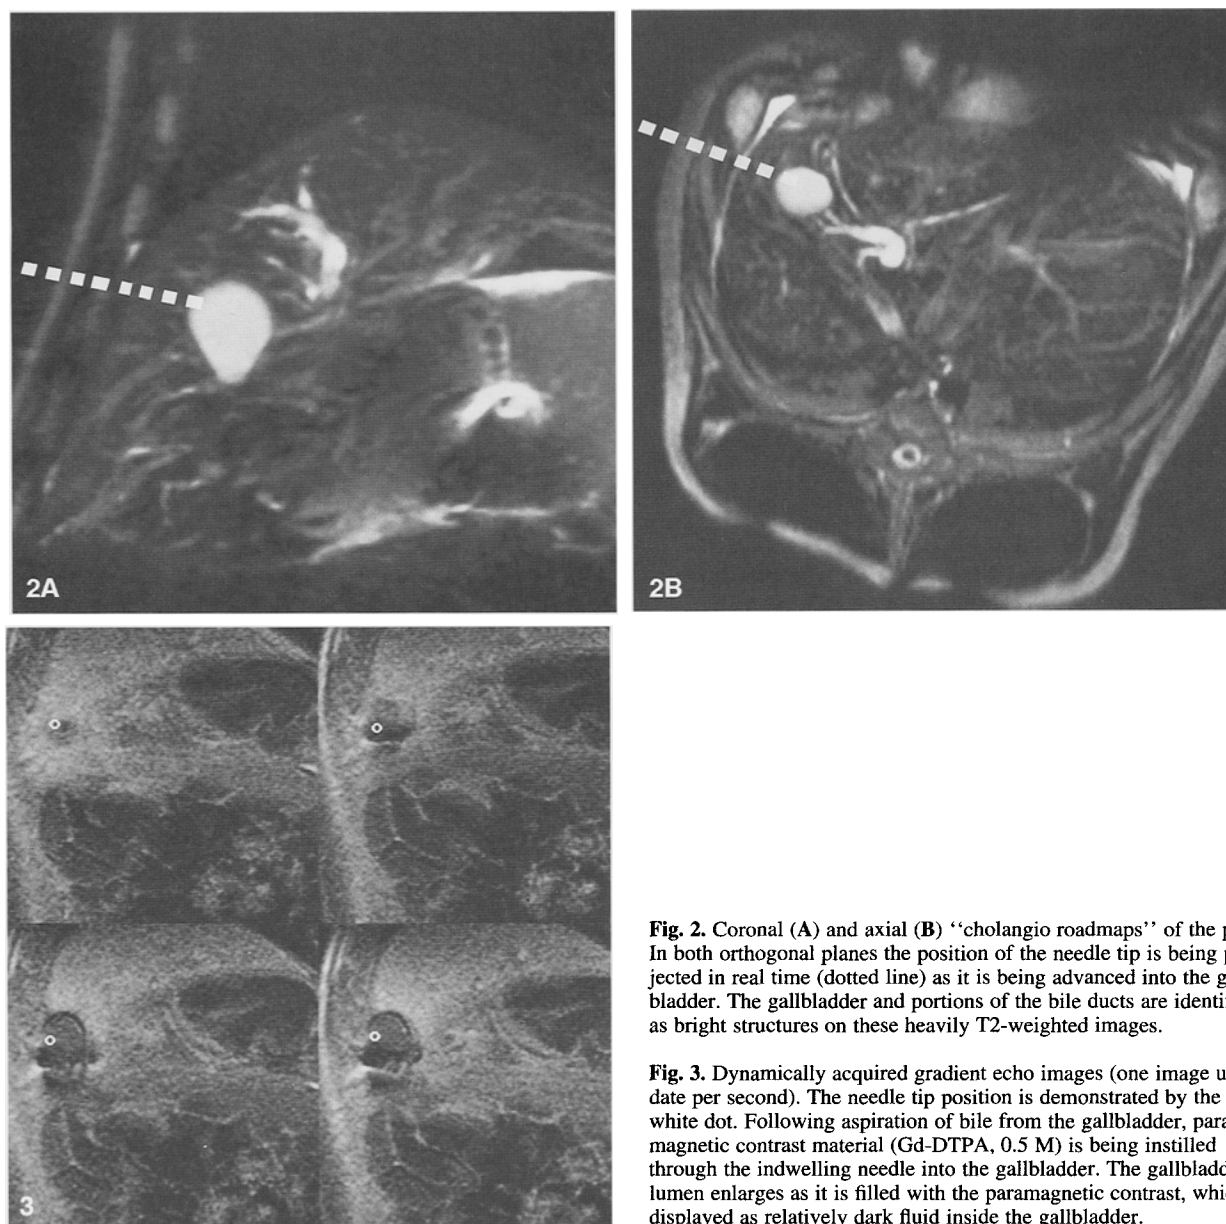 2A
2B
3
Fig. 2. Coronal (A) and axial (B) “cholangio roadmaps” of the
In both orthogonal planes the position of the needle tip is being
jected in real time (dotted line) as it is being advanced into the
bladder. The gallbladder and portions of the bile ducts are
as bright structures on these heavily T2-weighted images.
Fig. 3. Dynamically acquired gradient echo images (one image
date per second). The needle tip position is demonstrated by the
white dot. Following aspiration of bile from the gallbladder, para
magnetic contrast material (Gd-DTPA, 0.5 M) is being instilled
through the indwelling needle into the gallbladder. The
lumen enlarges as it is filled with the paramagnetic contrast,
displayed as relatively dark fluid inside the gallbladder.